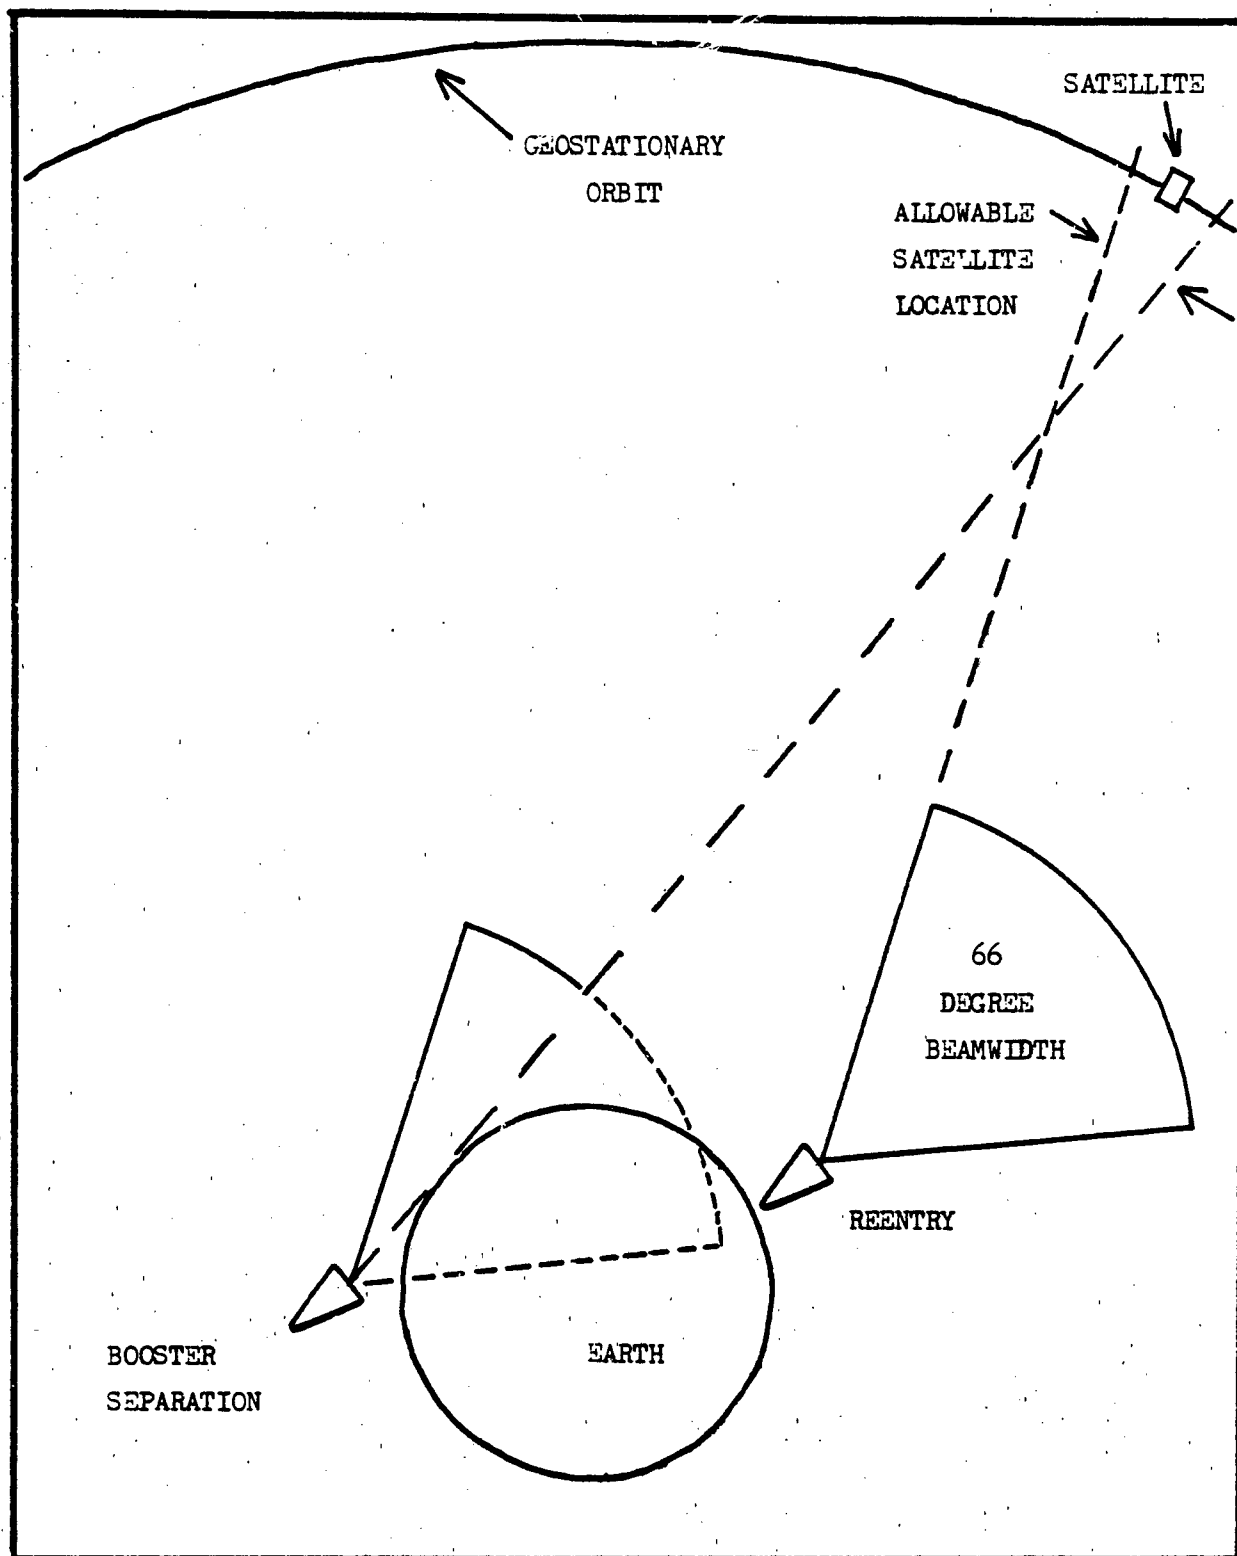 SATELLITE
GEOSTATIONARY
ORBIT
ALLOWABLE
SATELLITE
LOCATION
66
DEGREE
BEAMWIDTH
REENTRY
EARTH
BOOSTER
SEPARATION